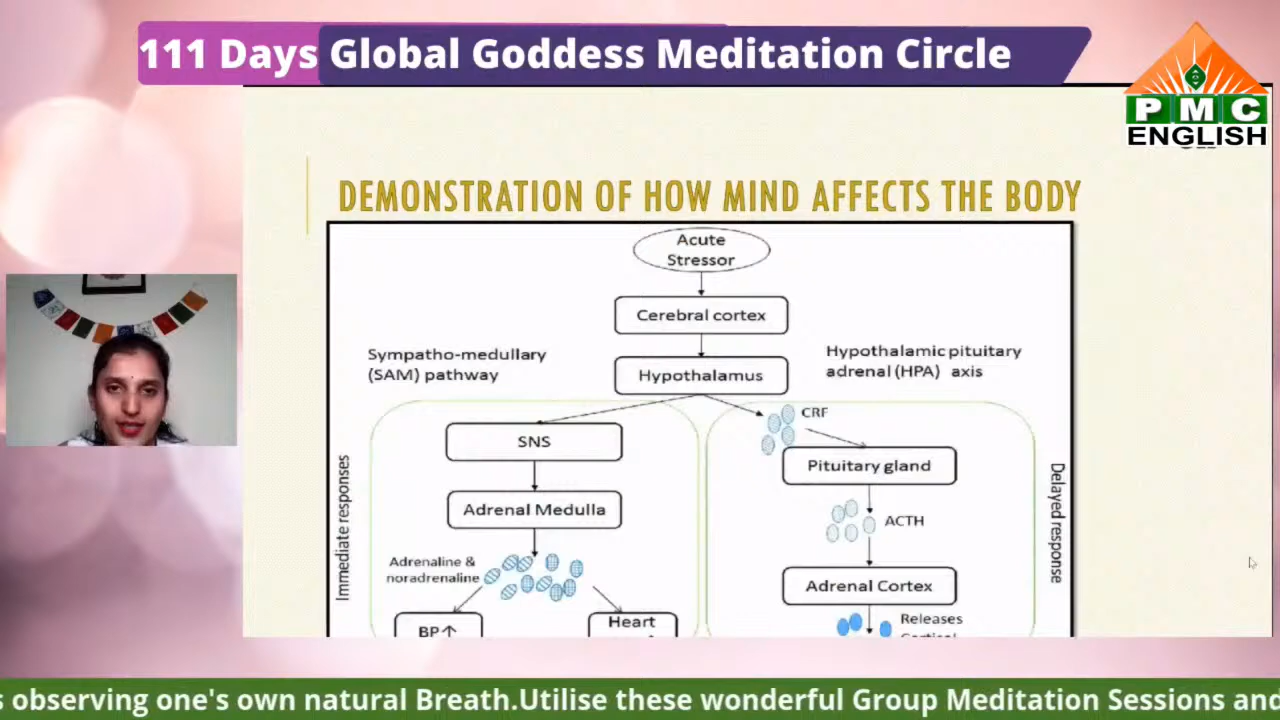 111 Days Global Goddess Meditation Circle
PMC
ENGLISH
DEMONSTRATION OF HOW MIND AFFECTS THE BODY
Acute
Stressor
Cerebral cortex
Hypothalamus
Sympatho-medullary
(SAM) pathway
Hypothalamic pituitary
adrenal (HPA) axis
Immediate responses
SNS
Adrenal Medulla
Adrenaline &
noradrenaline
BP↑
Heart
CRF
Pituitary gland
ACTH
Adrenal Cortex
Releases
Cortisol
Delayed response
s observing one's own natural Breath.Utilise these wonderful Group Meditation Sessions and